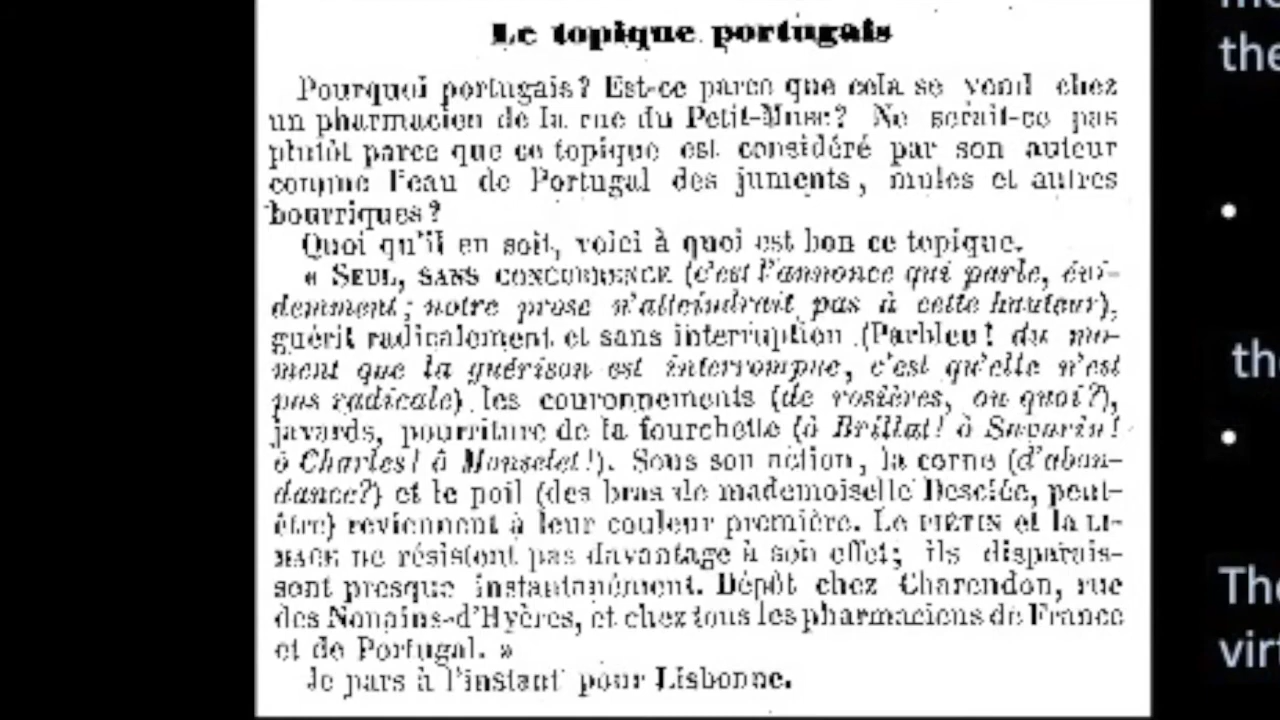 Le topique portugais
Pourquoi portugais? Est-ce parce que cela se vend chez
un pharmacien de la rue du Petit-Musc? Ne serait-ce pas
plutôt parce que ce topique est considéré par son auteur
comme l'eau de Portugal des juments, mules et autres
bourriques?
Quoi qu'il en soit, voici à quoi est bon ce topique.
« SEUL, SANS CONCURRENCE (c'est l'annonce qui parle, évi-
demment; notre prose n'atteindrait pas à cette hauteur),
guérit radicalement et sans interruption (Parbleu! du mo-
ment que la guérison est interrompue, c'est qu'elle n'est
pas radicale) les couronnements (de rosières, ou quoi?),
javards, pourriture de la fourchette (ô Brillat! ô Savarin!
ô Charles! ô Monselet!). Sous son action, la corne (d'abon-
dance?) et le poil (des bras de mademoiselle Desclée, peut-
être) reviennent à leur couleur première. Le PIÉTIN et la LI-
MACE ne résistent pas davantage à son effet; ils disparais-
sent presque instantanément. Dépôt chez Charendon, rue
des Nonains-d'Hyères, et chez tous les pharmaciens de France
et de Portugal. »
Je pars à l'instant pour Lisbonne.
the
th
The
virt